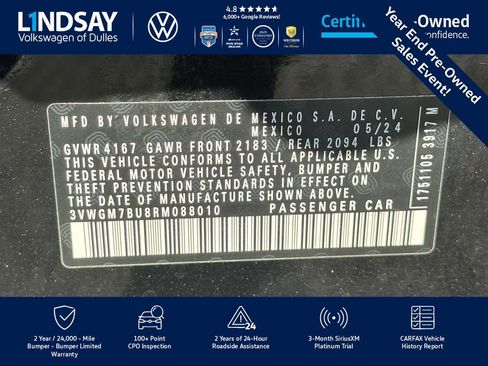 LINDSAY
Volkswagen of Dulles
4.8 ★★★★★
6,000+ Google Reviews!
Certified Pre-Owned
confidence.
Year End Pre-Owned
Sales Event!
MFD BY VOLKSWAGEN DE MEXICO S.A. DE C.V.
MEXICO 05/24
GVWR4167 GAWR FRONT 2183 / REAR 2094 LBS
THIS VEHICLE CONFORMS TO ALL APPLICABLE U.S.
FEDERAL MOTOR VEHICLE SAFETY, BUMPER AND
THEFT PREVENTION STANDARDS IN EFFECT ON
THE DATE OF MANUFACTURE SHOWN ABOVE
3VWGM7BU8RM088010 PASSENGER CAR
1751105 3917 M
2 Year / 24,000 - Mile
Bumper - Bumper Limited
Warranty
100+ Point
CPO Inspection
24
2 Years of 24-Hour
Roadside Assistance
3-Month SiriusXM
Platinum Trial
CARFAX Vehicle
History Report